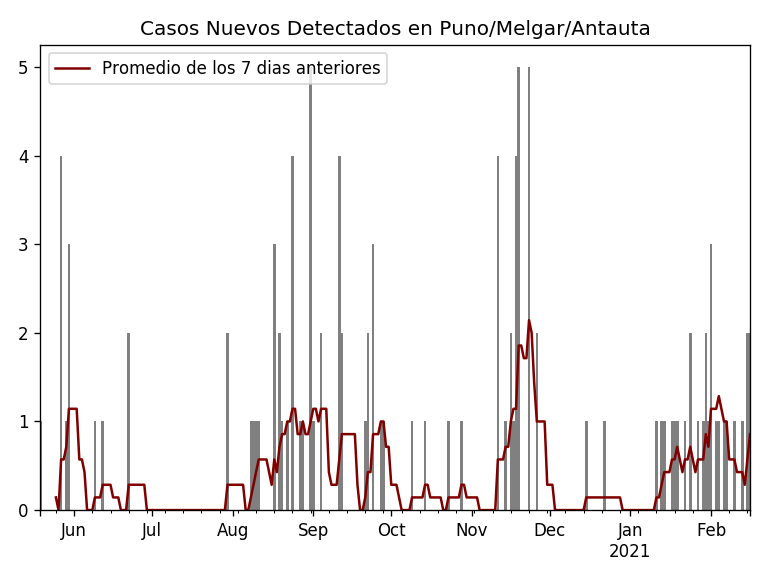 Casos Nuevos Detectados en Puno/Melgar/Antauta
Promedio de los 7 dias anteriores
5
4
3
2
1
0
Jun Jul Aug Sep Oct Nov Dec Jan Feb
2021